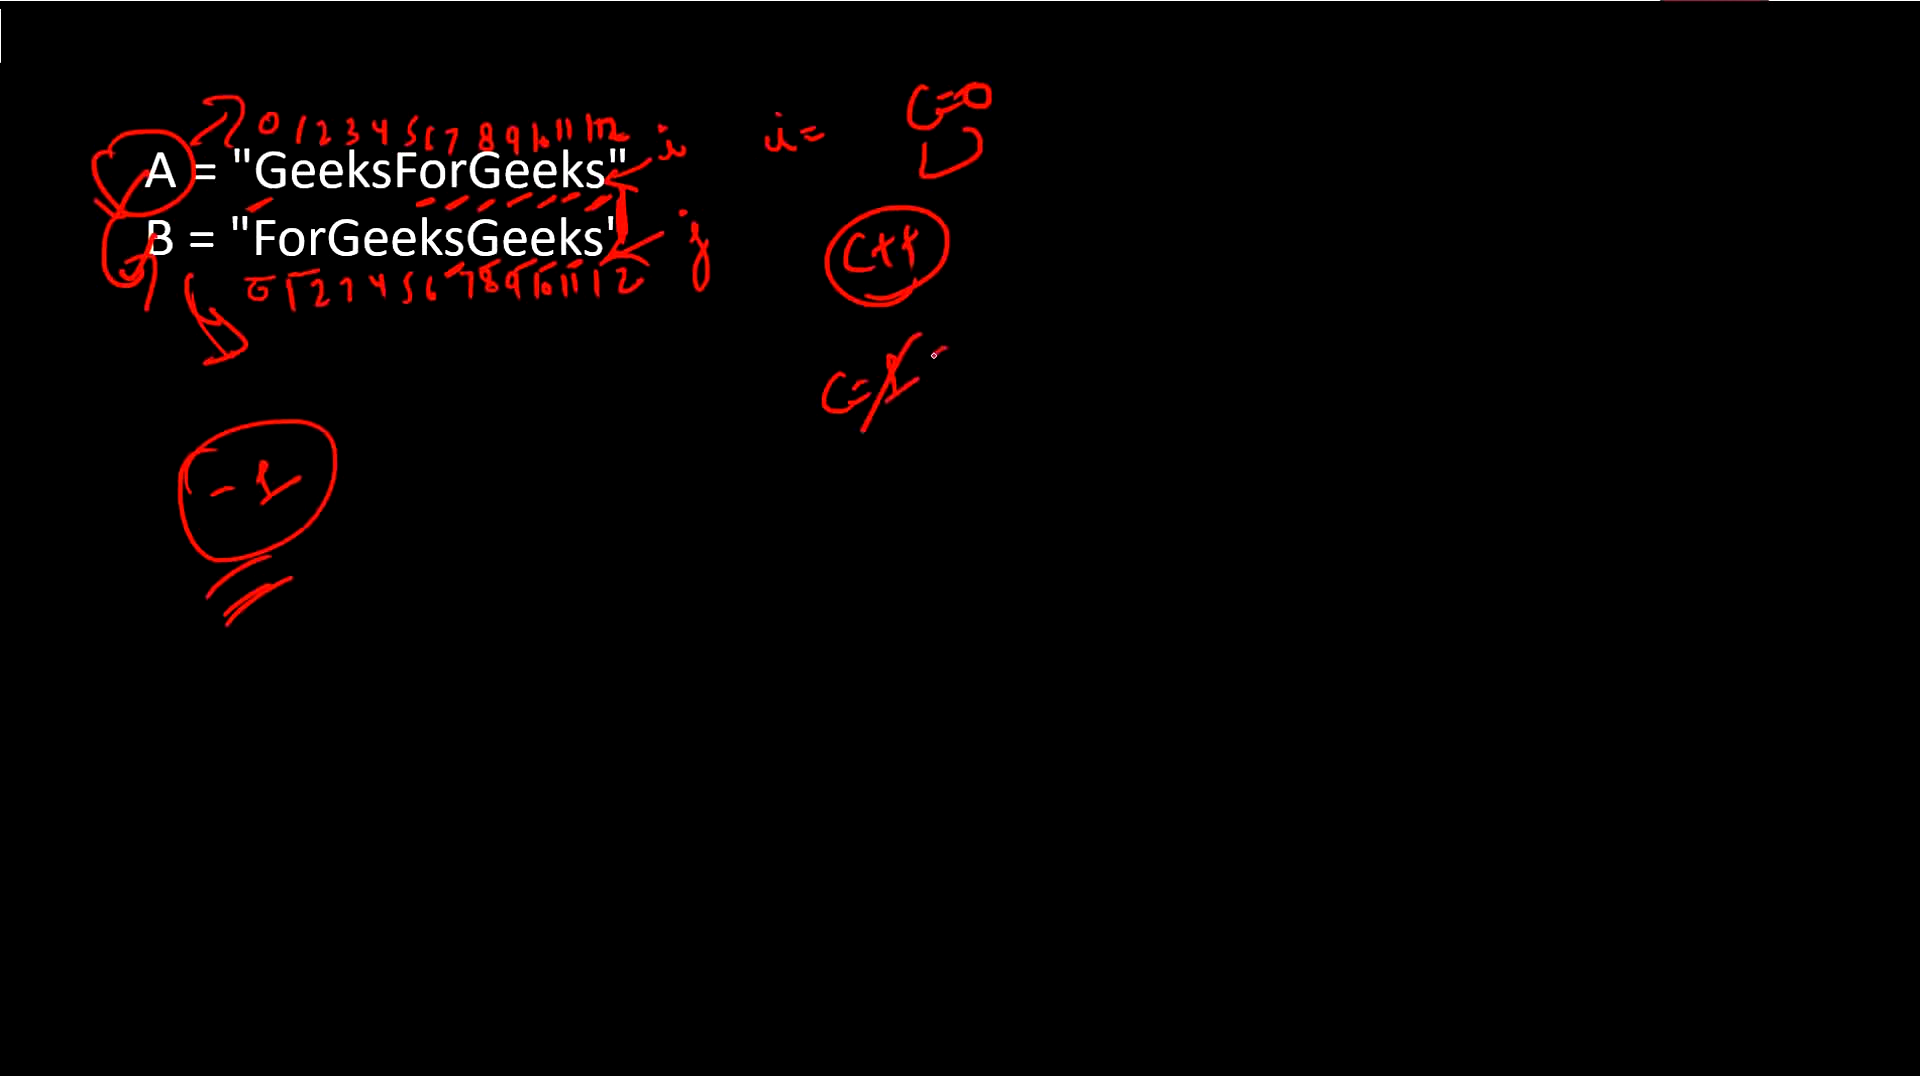 0 1 2 3 4 5 6 7 8 9 10 11 12
A = "GeeksForGeeks" i
i=
C=0
B = "ForGeeksGeeks" j
C++
0 1 2 3 4 5 6 7 8 9 10 11 12
C=1
-1